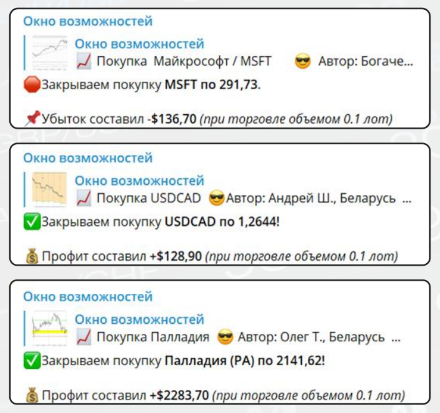 Окно возможностей
Окно возможностей
📈 Покупка Майкрософт / MSFT 😎 Автор: Богаче...
🛑Закрываем покупку MSFT по 291,73.
📌Убыток составил -$136,70 (при торговле объемом 0.1 лот)
Окно возможностей
Окно возможностей
📈 Покупка USDCAD 😎Автор: Андрей Ш., Беларусь ...
✅Закрываем покупку USDCAD по 1,2644!
💰Профит составил +$128,90 (при торговле объемом 0.1 лот)
Окно возможностей
Окно возможностей
📈 Покупка Палладия 😎 Автор: Олег Т., Беларусь ...
✅Закрываем покупку Палладия (PA) по 2141,62!
💰Профит составил +$2283,70 (при торговле объемом 0.1 лот)